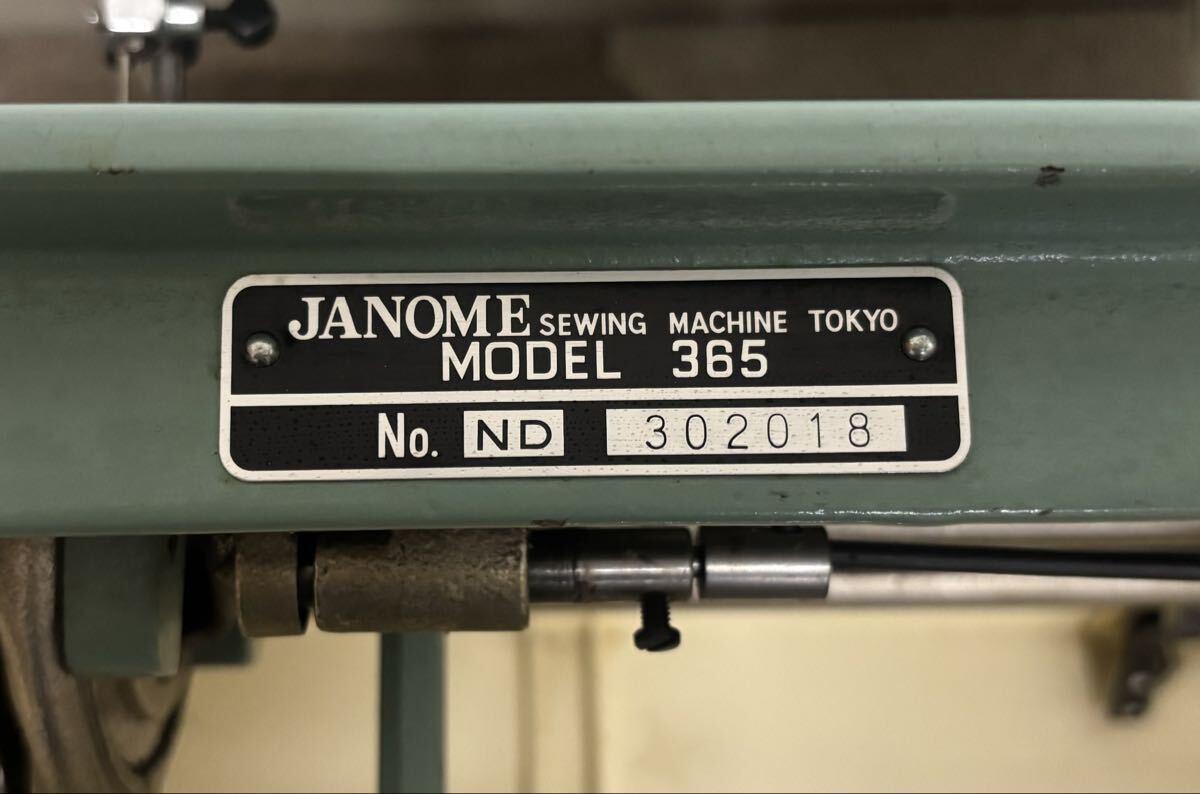 JANOME SEWING MACHINE TOKYO
MODEL 365
No. ND 302018